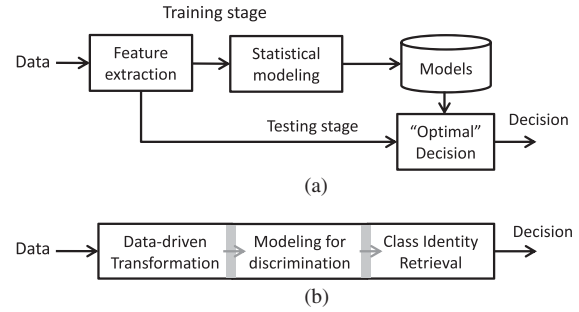 Training stage
Data
Feature
extraction
Statistical
modeling
Models
Testing stage
“Optimal”
Decision
Decision
(a)
Data
Data-driven
Transformation
Modeling for
discrimination
Class Identity
Retrieval
Decision
(b)